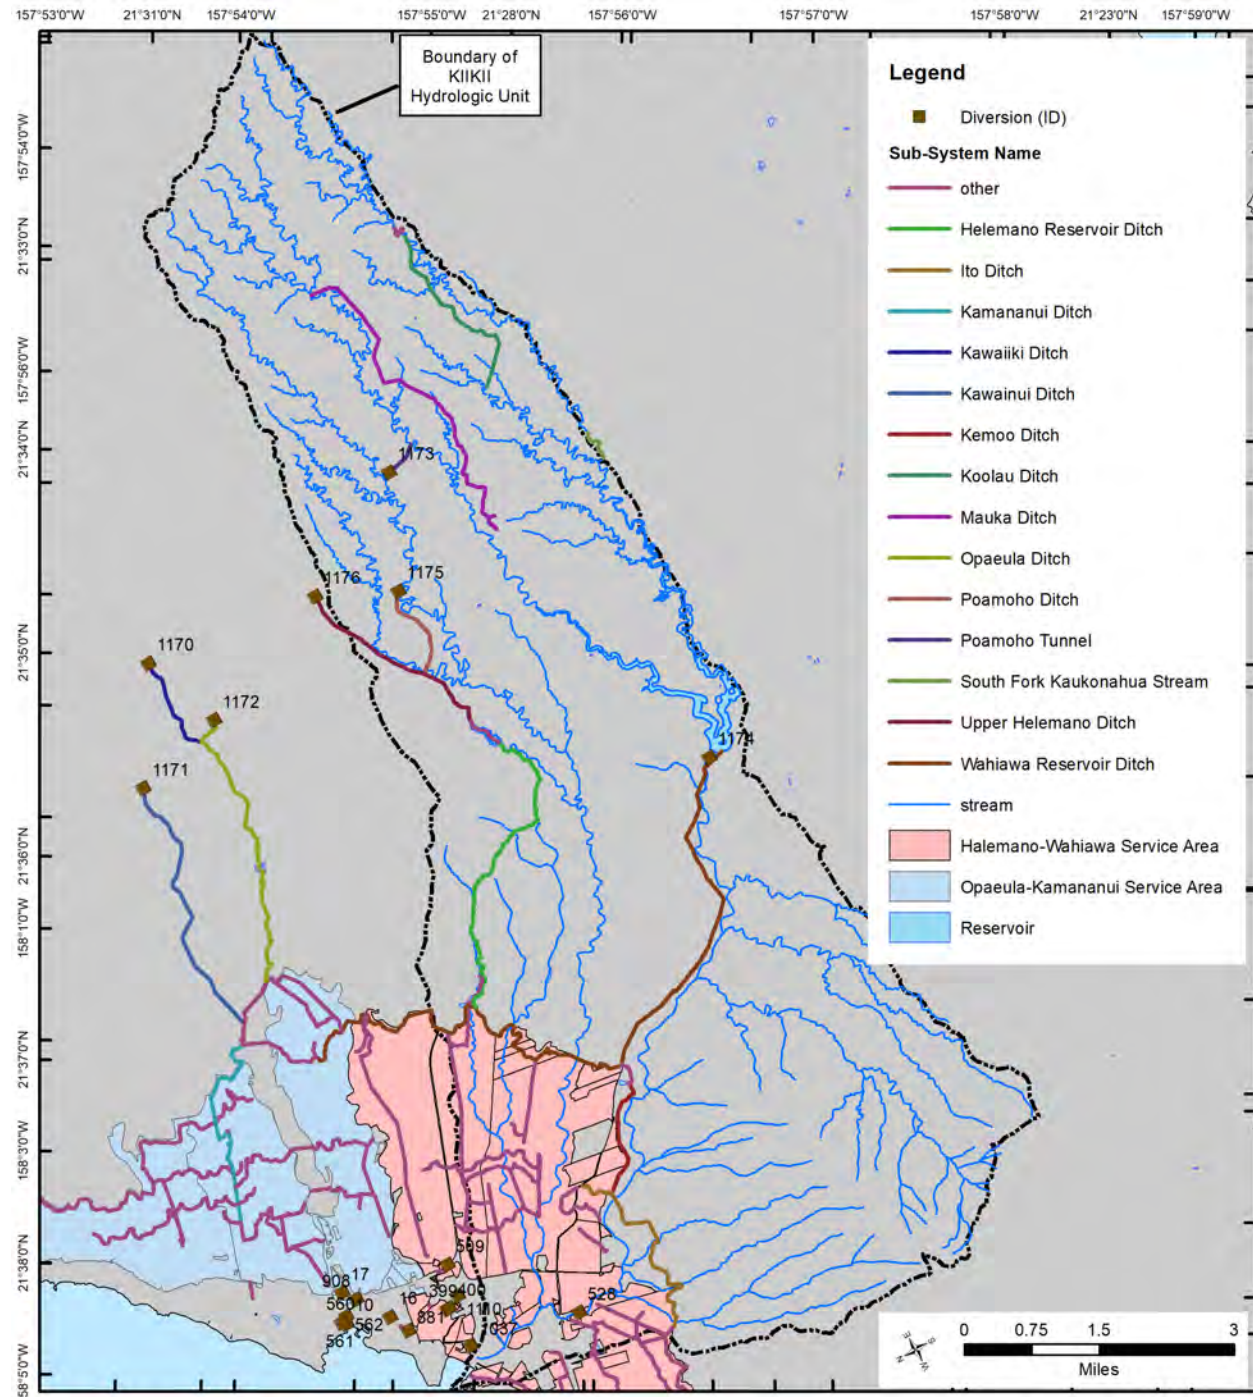 157°53'0"W 21°31'0"N 157°54'0"W 157°55'0"W 21°28'0"N 157°56'0"W 157°57'0"W 157°58'0"W 21°23'0"N 157°59'0"W
Boundary of
KIIKII
Hydrologic Unit
Legend
Diversion (ID)
Sub-System Name
other
Helemano Reservoir Ditch
Ito Ditch
Kamananui Ditch
Kawaiiki Ditch
Kawainui Ditch
Kemoo Ditch
Koolau Ditch
Mauka Ditch
Opaeula Ditch
Poamoho Ditch
Poamoho Tunnel
South Fork Kaukonahua Stream
Upper Helemano Ditch
Wahiawa Reservoir Ditch
stream
Halemano-Wahiawa Service Area
Opaeula-Kamananui Service Area
Reservoir
157°54'0"W
21°33'0"N
157°56'0"W
21°34'0"N
21°35'0"N
21°36'0"N
158°1'0"W
21°37'0"N
158°3'0"W
21°38'0"N
58°5'0"W
1173
1176
1175
1170
1172
1171
1174
509
908
17
560
10
16
399
400
528
562
881
1110
561
1037
0 0.75 1.5 3
Miles
N
E
S
W